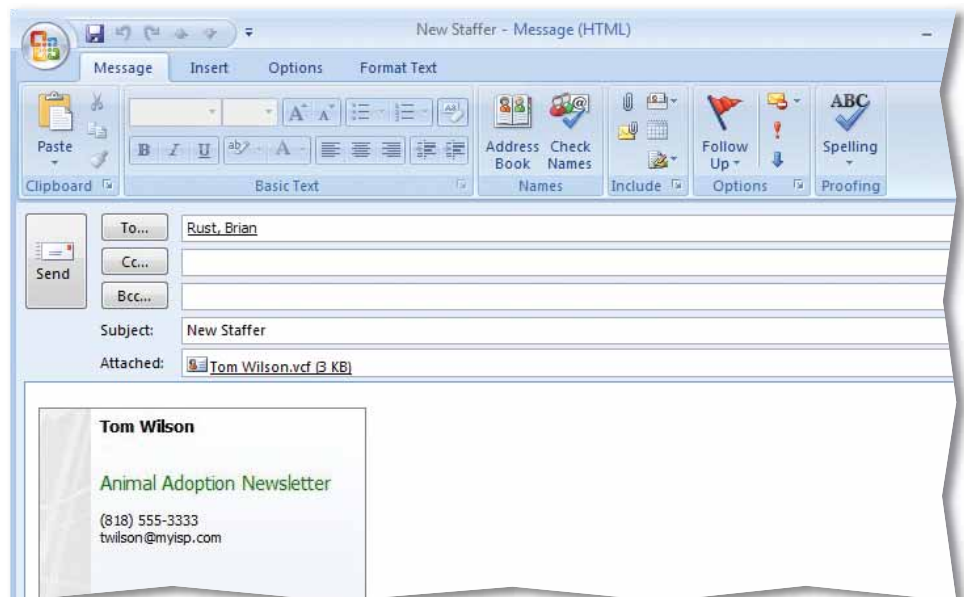 New Staffer - Message (HTML)
Message Insert Options Format Text
Paste
B I U ab A
A A
Address Book
Check Names
Follow Up
ABC
Spelling
Clipboard Basic Text Names Include Options Proofing
Send
To... Rust, Brian
Cc...
Bcc...
Subject: New Staffer
Attached: Tom Wilson.vcf (3 KB)
Tom Wilson
Animal Adoption Newsletter
(818) 555-3333
twilson@myisp.com